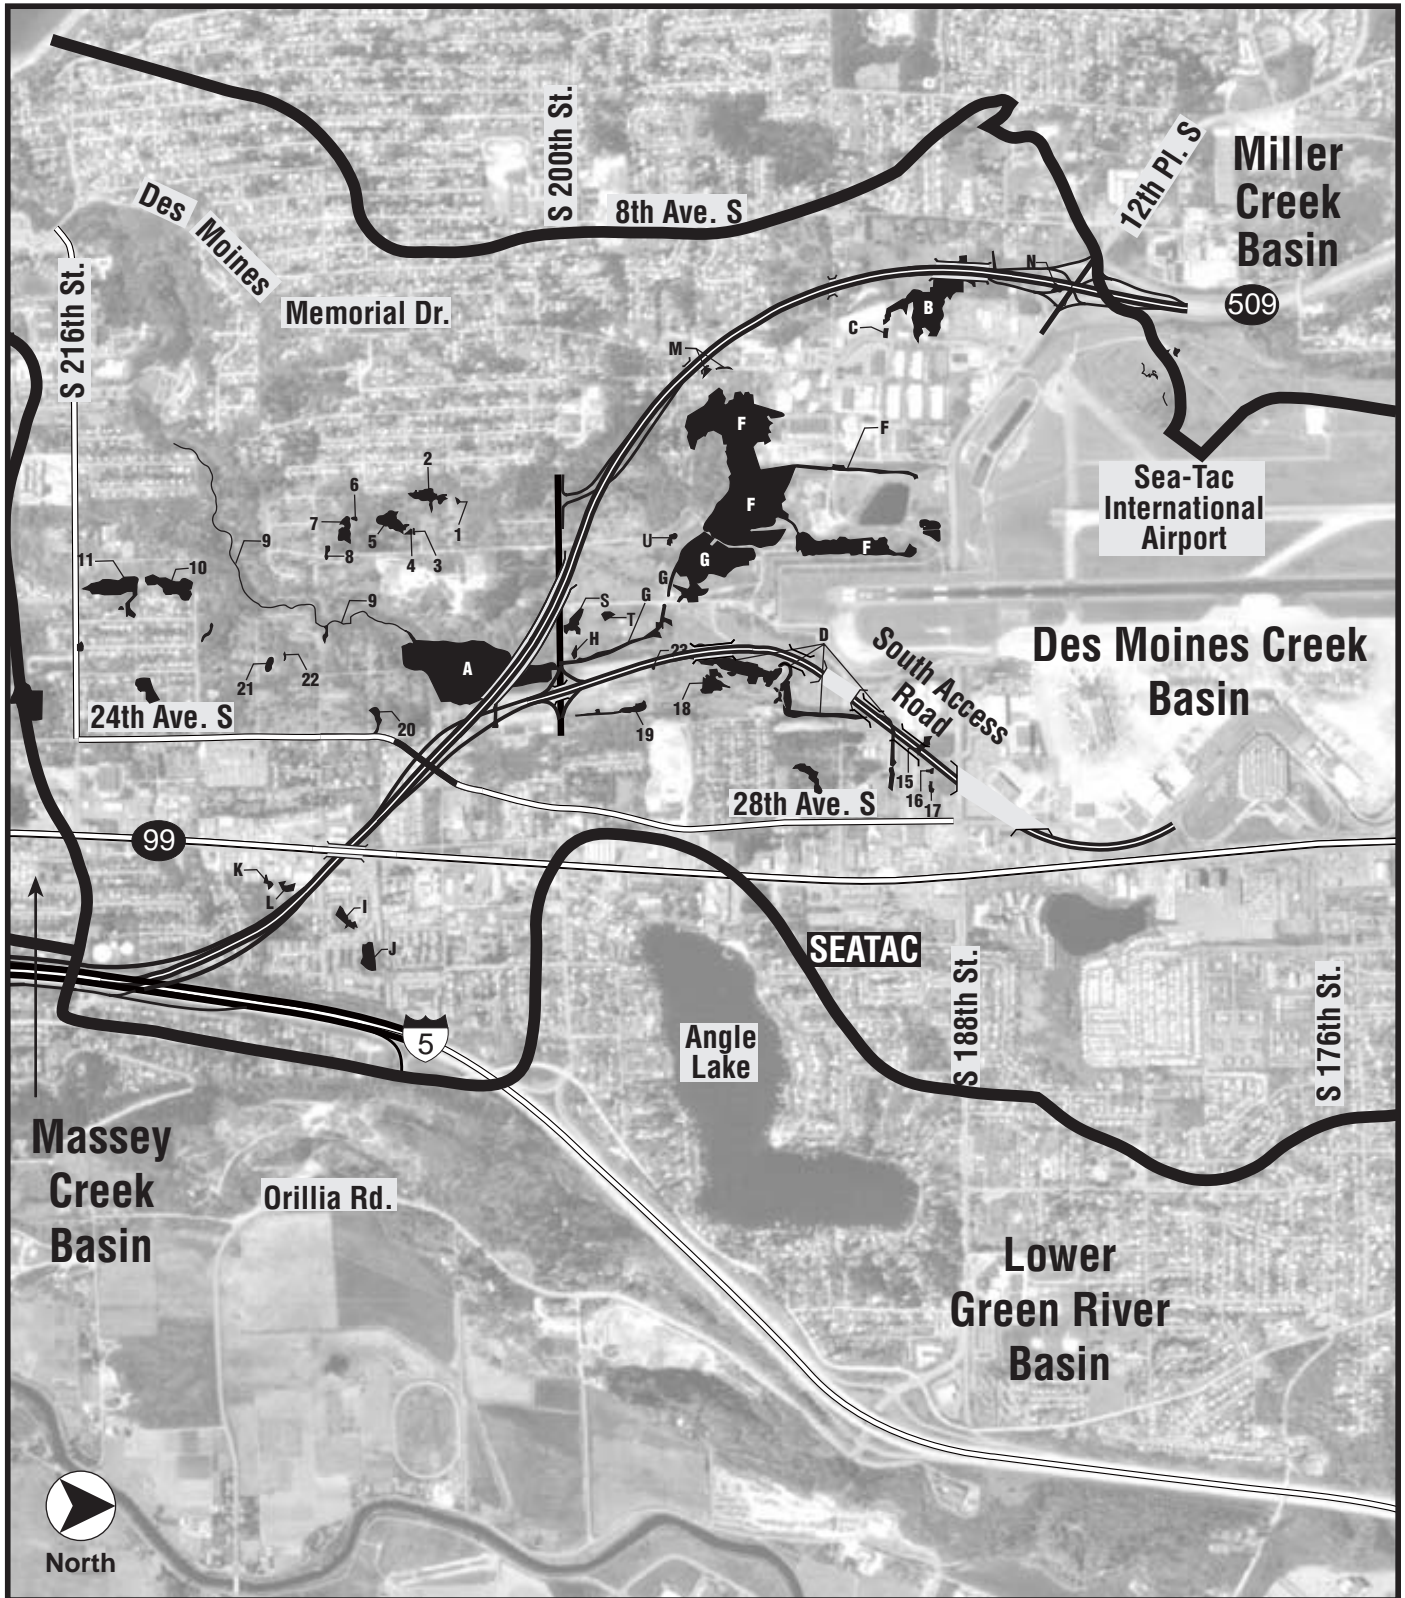 S 200th St.
8th Ave. S
12th Pl. S
Miller
Creek
Basin
509
Des Moines
Memorial Dr.
S 216th St.
N
B
C
M
F
F
F
F
Sea-Tac
International
Airport
2
6
7
5
1
8
4
3
9
11
10
9
U
G
G
G
S
T
H
A
D
22
21
22
18
19
20
South Access
Road
Des Moines Creek
Basin
24th Ave. S
15
16
17
28th Ave. S
99
K
L
I
J
SEATAC
S 188th St.
S 176th St.
5
Angle
Lake
Massey
Creek
Basin
Orillia Rd.
Lower
Green River
Basin
North